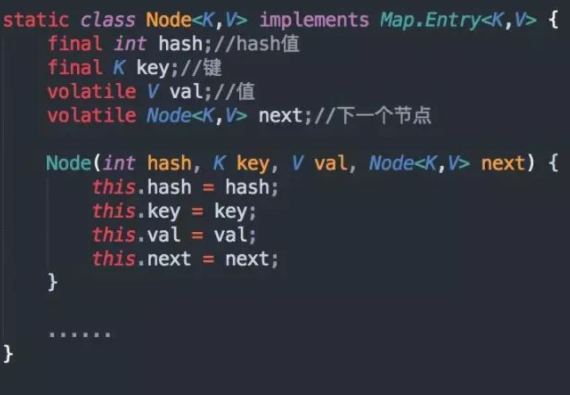 static class Node<K,V> implements Map.Entry<K,V> {
    final int hash;//hash值
    final K key;//键
    volatile V val;//值
    volatile Node<K,V> next;//下一个节点
    Node(int hash, K key, V val, Node<K,V> next) {
        this.hash = hash;
        this.key = key;
        this.val = val;
        this.next = next;
    }
    ......
}